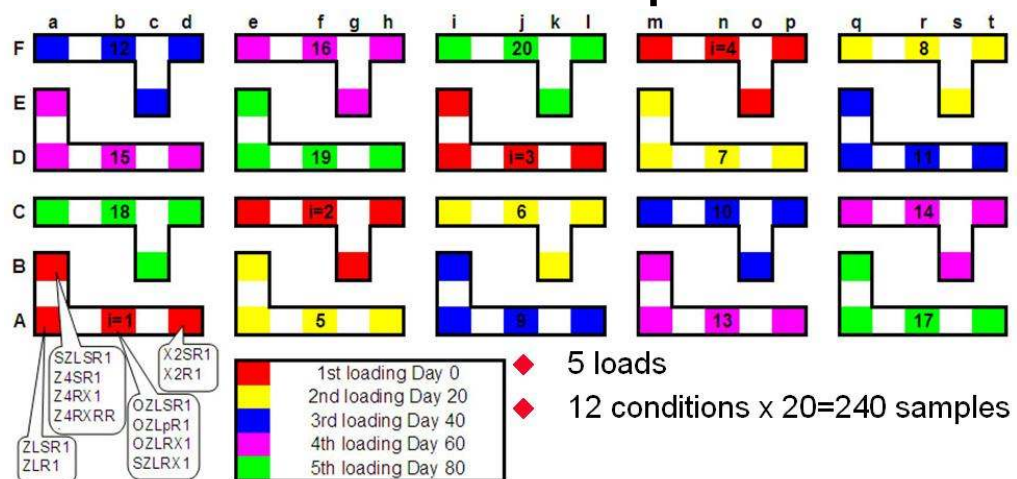 a b c d e f g h i j k l m n o p q r s t
F 12 16 20 i=4 8
E
D 15 19 i=3 7 11
C 18 i=2 6 10 14
B
A i=1 5 9 13 17
SZLSR1
Z4SR1
Z4RX1
Z4RXRR
X2SR1
X2R1
OZLSR1
OZLpR1
OZLRX1
SZLRX1
ZLSR1
ZLR1
1st loading Day 0
2nd loading Day 20
3rd loading Day 40
4th loading Day 60
5th loading Day 80
5 loads
12 conditions x 20=240 samples